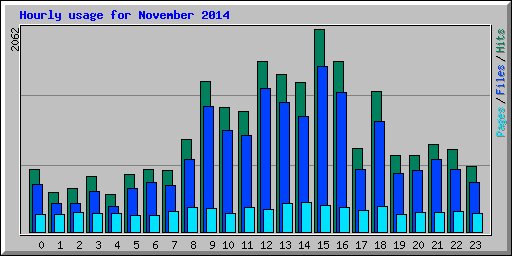 Hourly usage for November 2014
2062
Pages/Files/Hits
0 1 2 3 4 5 6 7 8 9 10 11 12 13 14 15 16 17 18 19 20 21 22 23